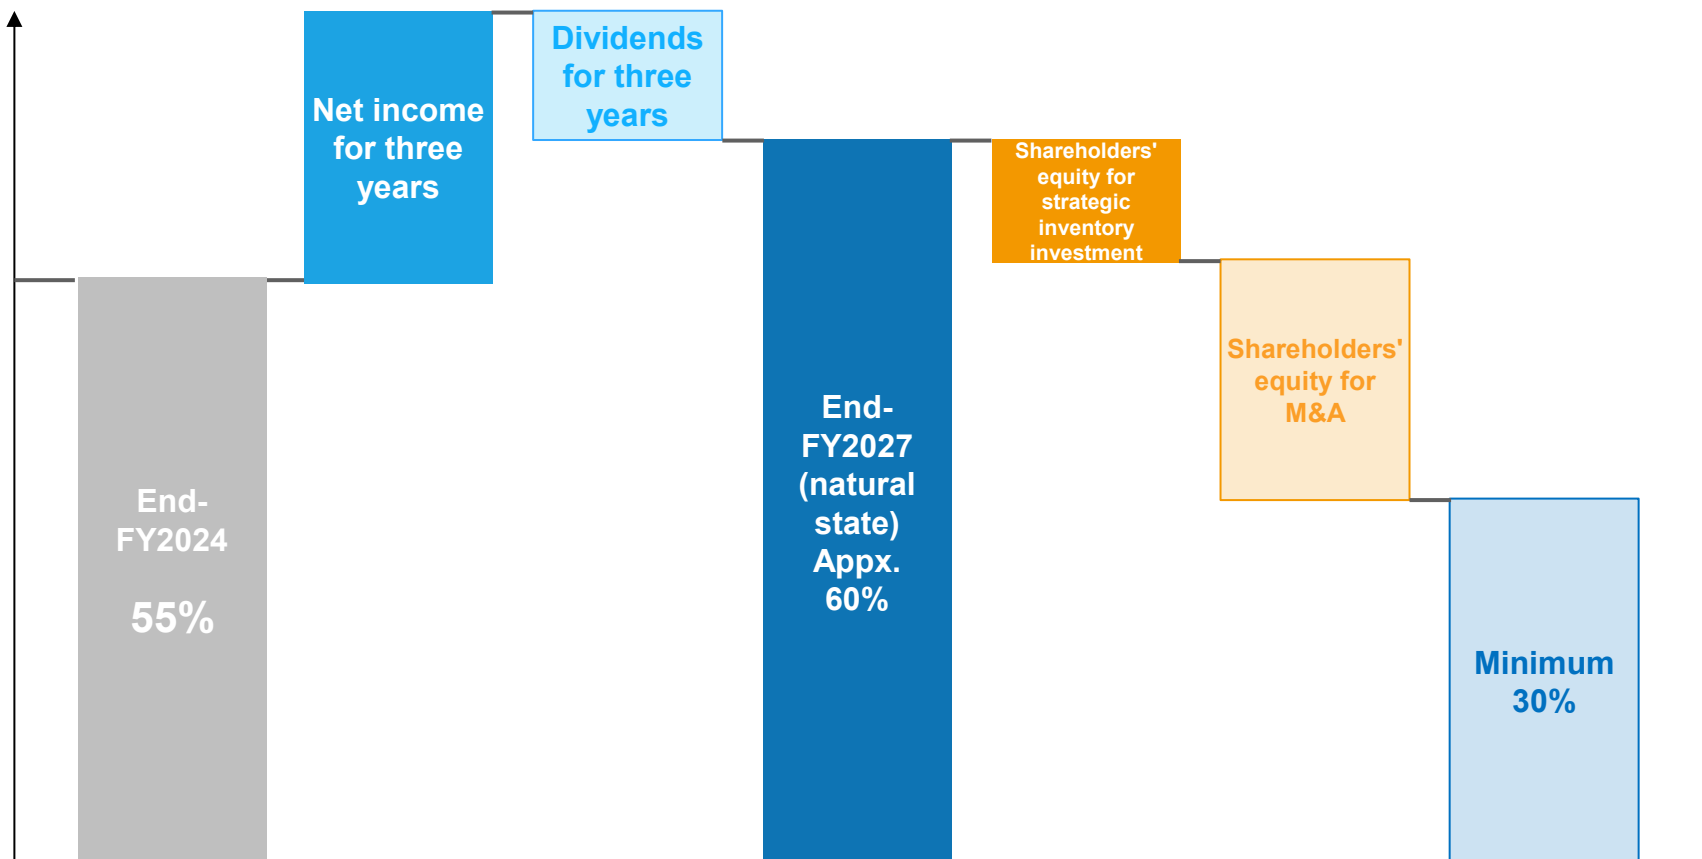 End-
FY2024
55%
Net income
for three
years
Dividends
for three
years
End-
FY2027
(natural
state)
Appx.
60%
Shareholders'
equity for
strategic
inventory
investment
Shareholders'
equity for
M&A
Minimum
30%